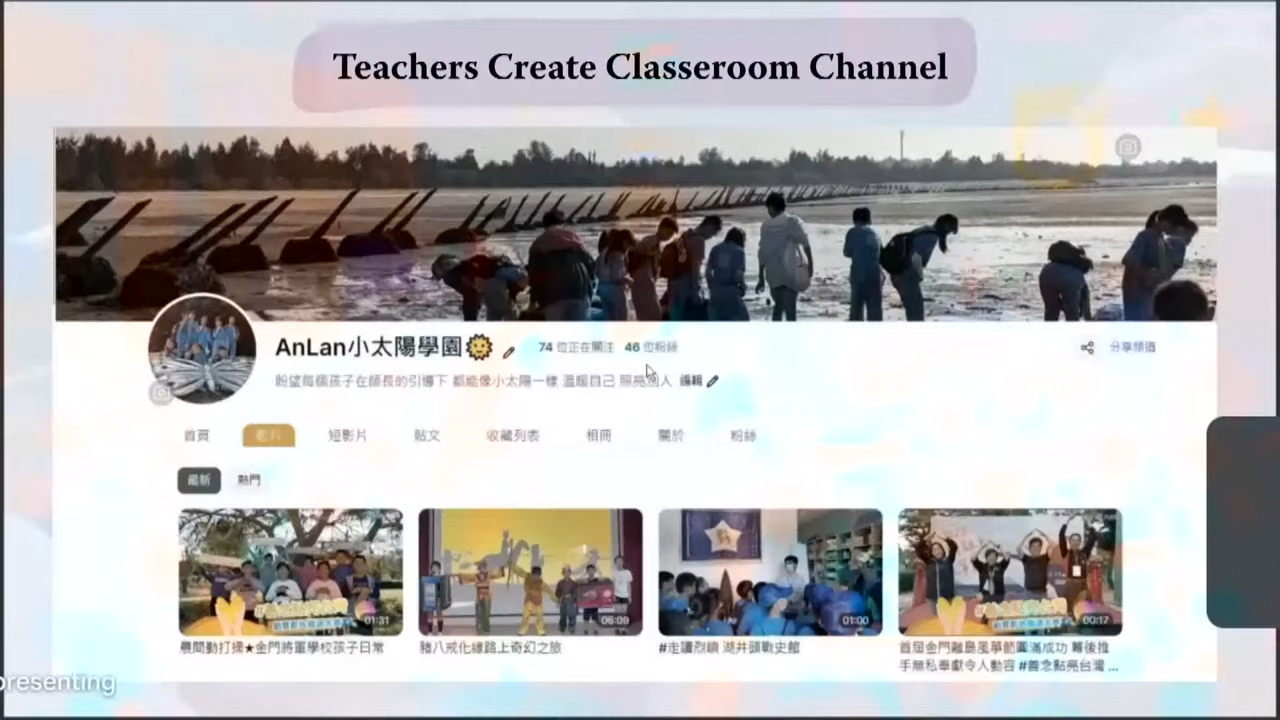 Teachers Create Classeroom Channel
AnLan小太陽學園
74 位正在關注 46 位粉絲
分享頻道
盼望每個孩子在師長的引導下 都能像小太陽一樣 溫暖自己 照亮別人 編輯
首頁 影片 短影片 貼文 收藏列表 相冊 關於 粉絲
最新 熱門
01:31
06:09
01:00
00:17
晨間勤打掃★金門將軍學校孩子日常
豬八戒化緣路上奇幻之旅
#走讀烈嶼 湖井頭戰史館
首屆金門離島風箏節圓滿成功 幕後推
手無私奉獻令人動容 #善念點亮台灣 ...
presenting